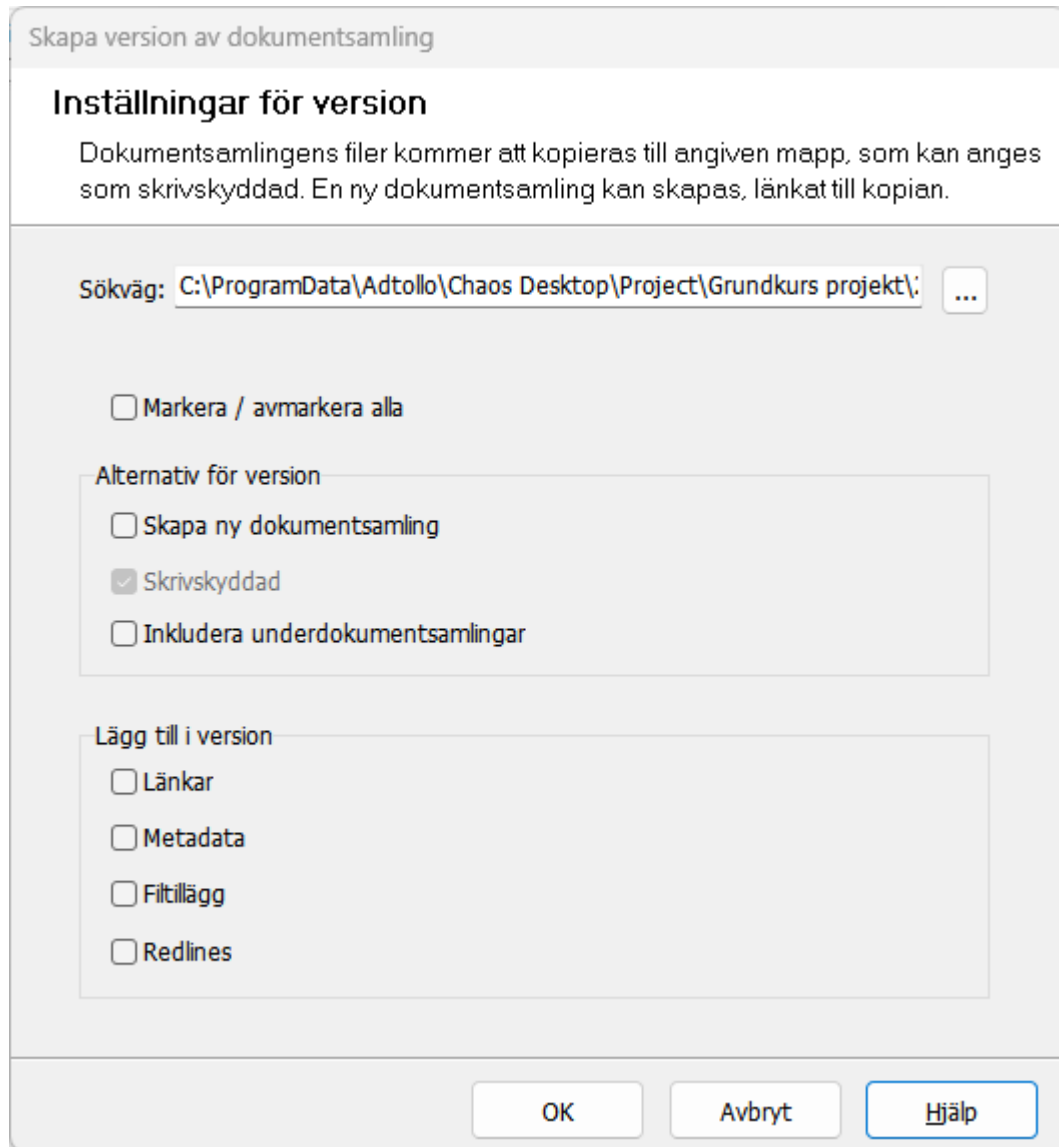 Skapa version av dokumentsamling
Inställningar för version
Dokumentsamlingens filer kommer att kopieras till angiven mapp, som kan anges
som skrivskyddad. En ny dokumentsamling kan skapas, länkat till kopian.
Sökväg: C:\ProgramData\Adtollo\Chaos Desktop\Project\Grundkurs projekt\ ...
Markera / avmarkera alla
Alternativ för version
Skapa ny dokumentsamling
Skrivskyddad
Inkludera underdokumentsamlingar
Lägg till i version
Länkar
Metadata
Filtillägg
Redlines
OK Avbryt Hjälp